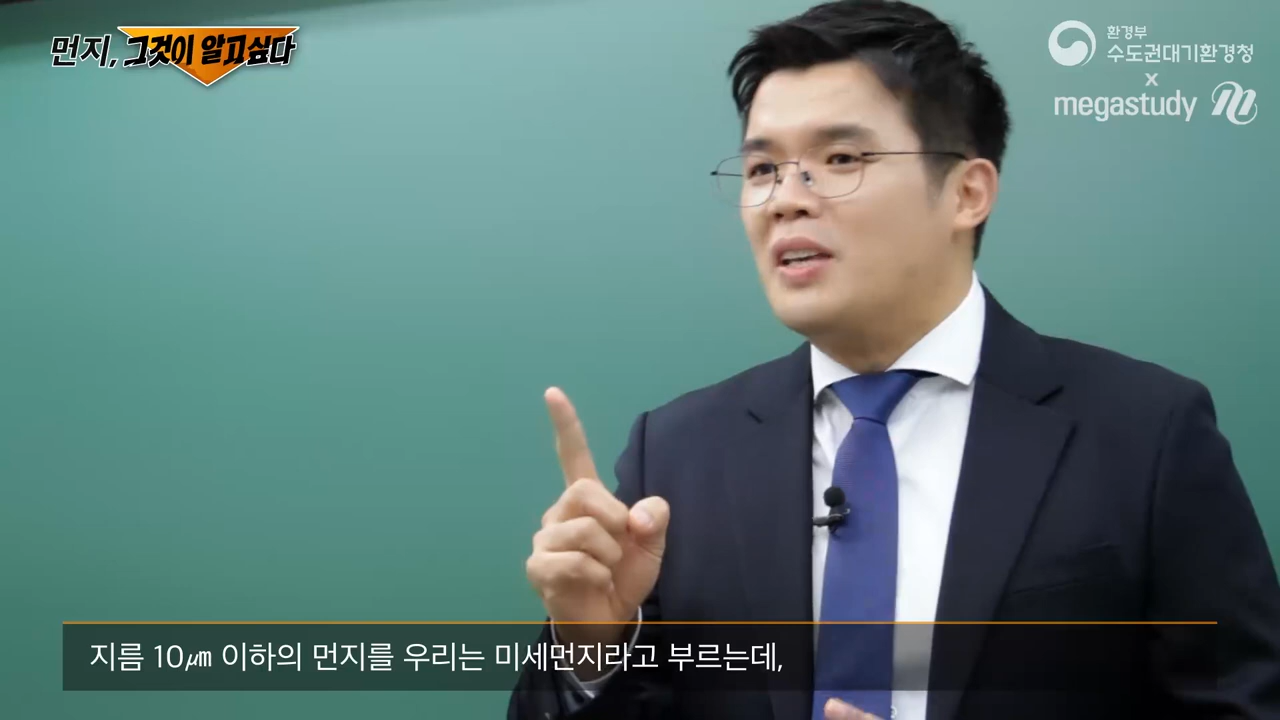 먼지, 그것이 알고싶다
환경부
수도권대기환경청
x
megastudy
지름 10㎛ 이하의 먼지를 우리는 미세먼지라고 부르는데,